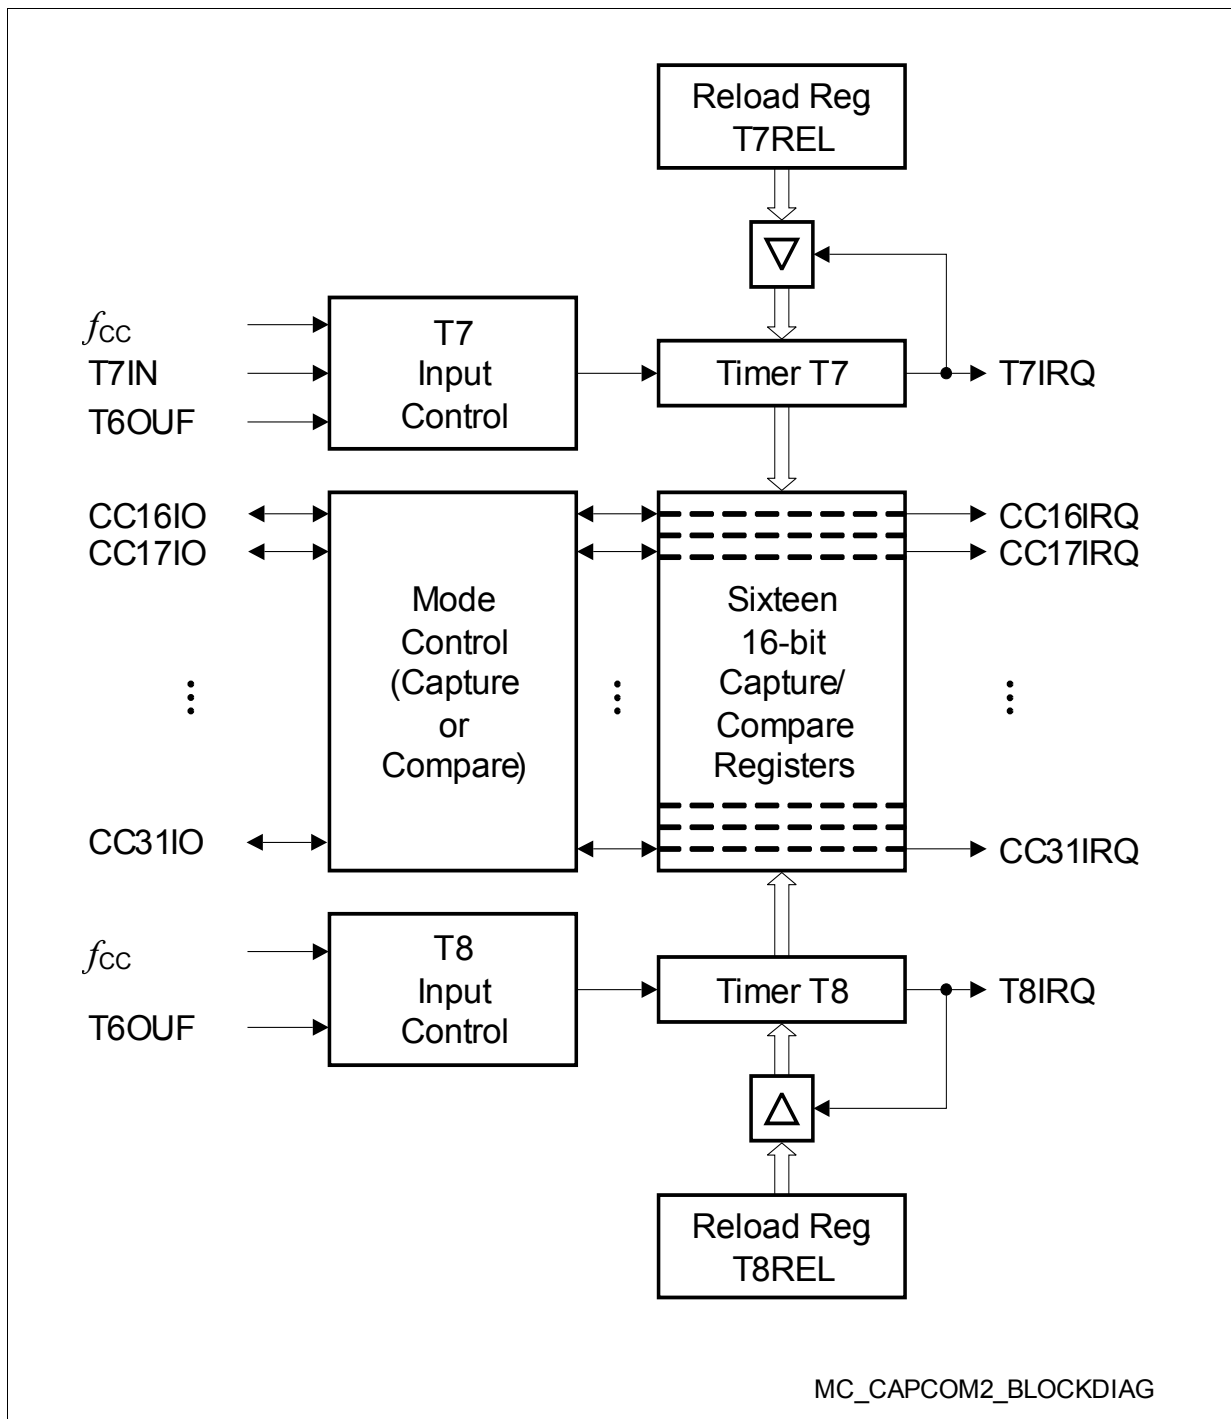 Reload Reg
T7REL
fCC
T7IN
T6OUF
T7
Input
Control
Timer T7
T7IRQ
CC16IO
CC17IO
CC31IO
Mode
Control
(Capture
or
Compare)
Sixteen
16-bit
Capture/
Compare
Registers
CC16IRQ
CC17IRQ
CC31IRQ
fCC
T6OUF
T8
Input
Control
Timer T8
T8IRQ
Reload Reg
T8REL
MC_CAPCOM2_BLOCKDIAG